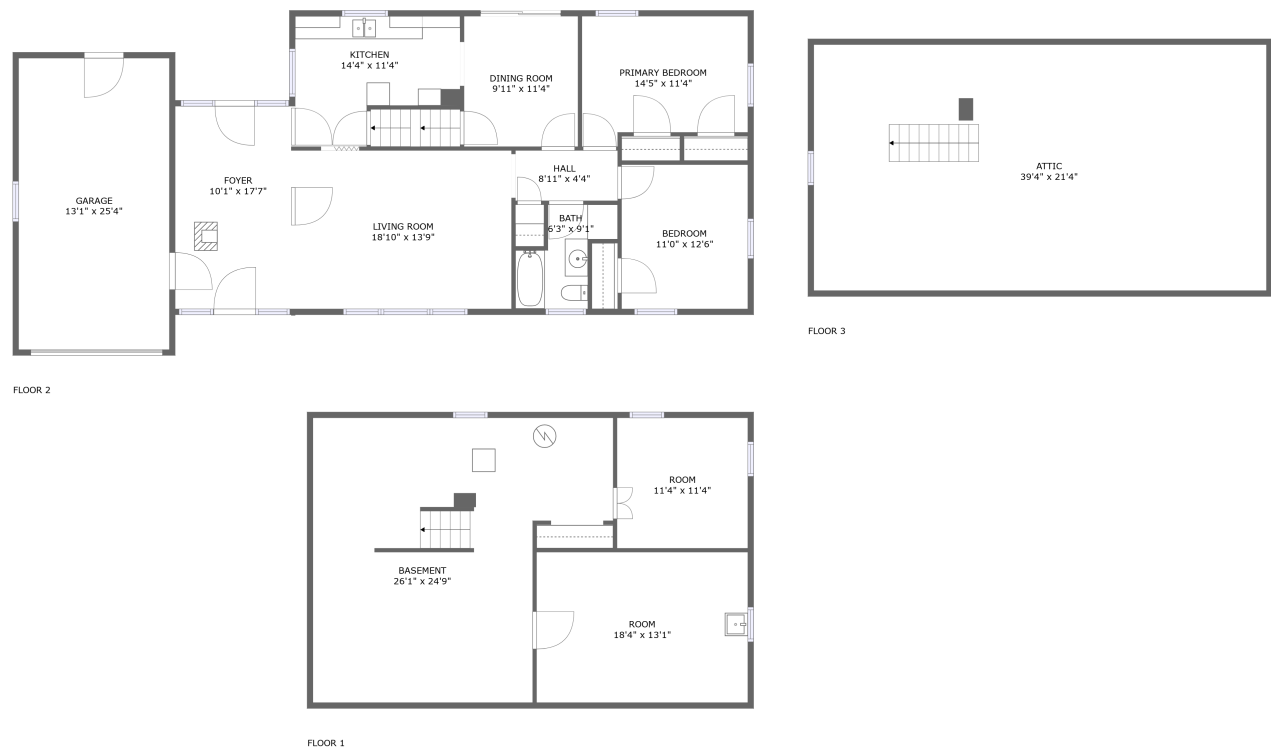 KITCHEN
14'4" x 11'4"
DINING ROOM
9'11" x 11'4"
PRIMARY BEDROOM
14'5" x 11'4"
GARAGE
13'1" x 25'4"
FOYER
10'1" x 17'7"
LIVING ROOM
18'10" x 13'9"
HALL
8'11" x 4'4"
BATH
6'3" x 9'1"
BEDROOM
11'0" x 12'6"
FLOOR 2
ATTIC
39'4" x 21'4"
FLOOR 3
ROOM
11'4" x 11'4"
BASEMENT
26'1" x 24'9"
ROOM
18'4" x 13'1"
FLOOR 1